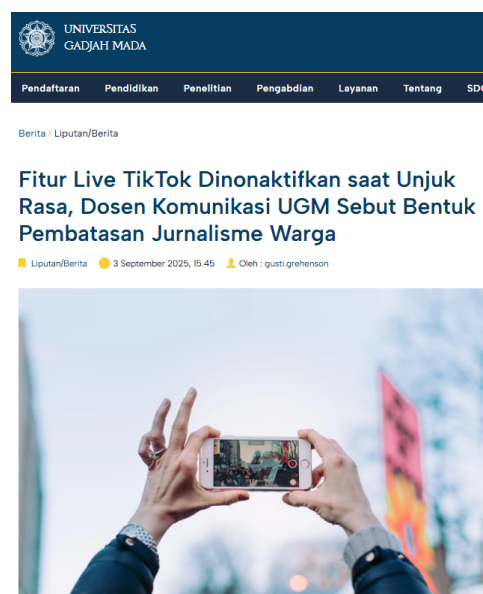 UNIVERSITAS
GADJAH MADA
Pendaftaran Pendidikan Penelitian Pengabdian Layanan Tentang
Berita › Liputan/Berita
Fitur Live TikTok Dinonaktifkan saat Unjuk
Rasa, Dosen Komunikasi UGM Sebut Bentuk
Pembatasan Jurnalisme Warga
Liputan/Berita 3 September 2025, 15.45 Oleh : gusti.grehenson